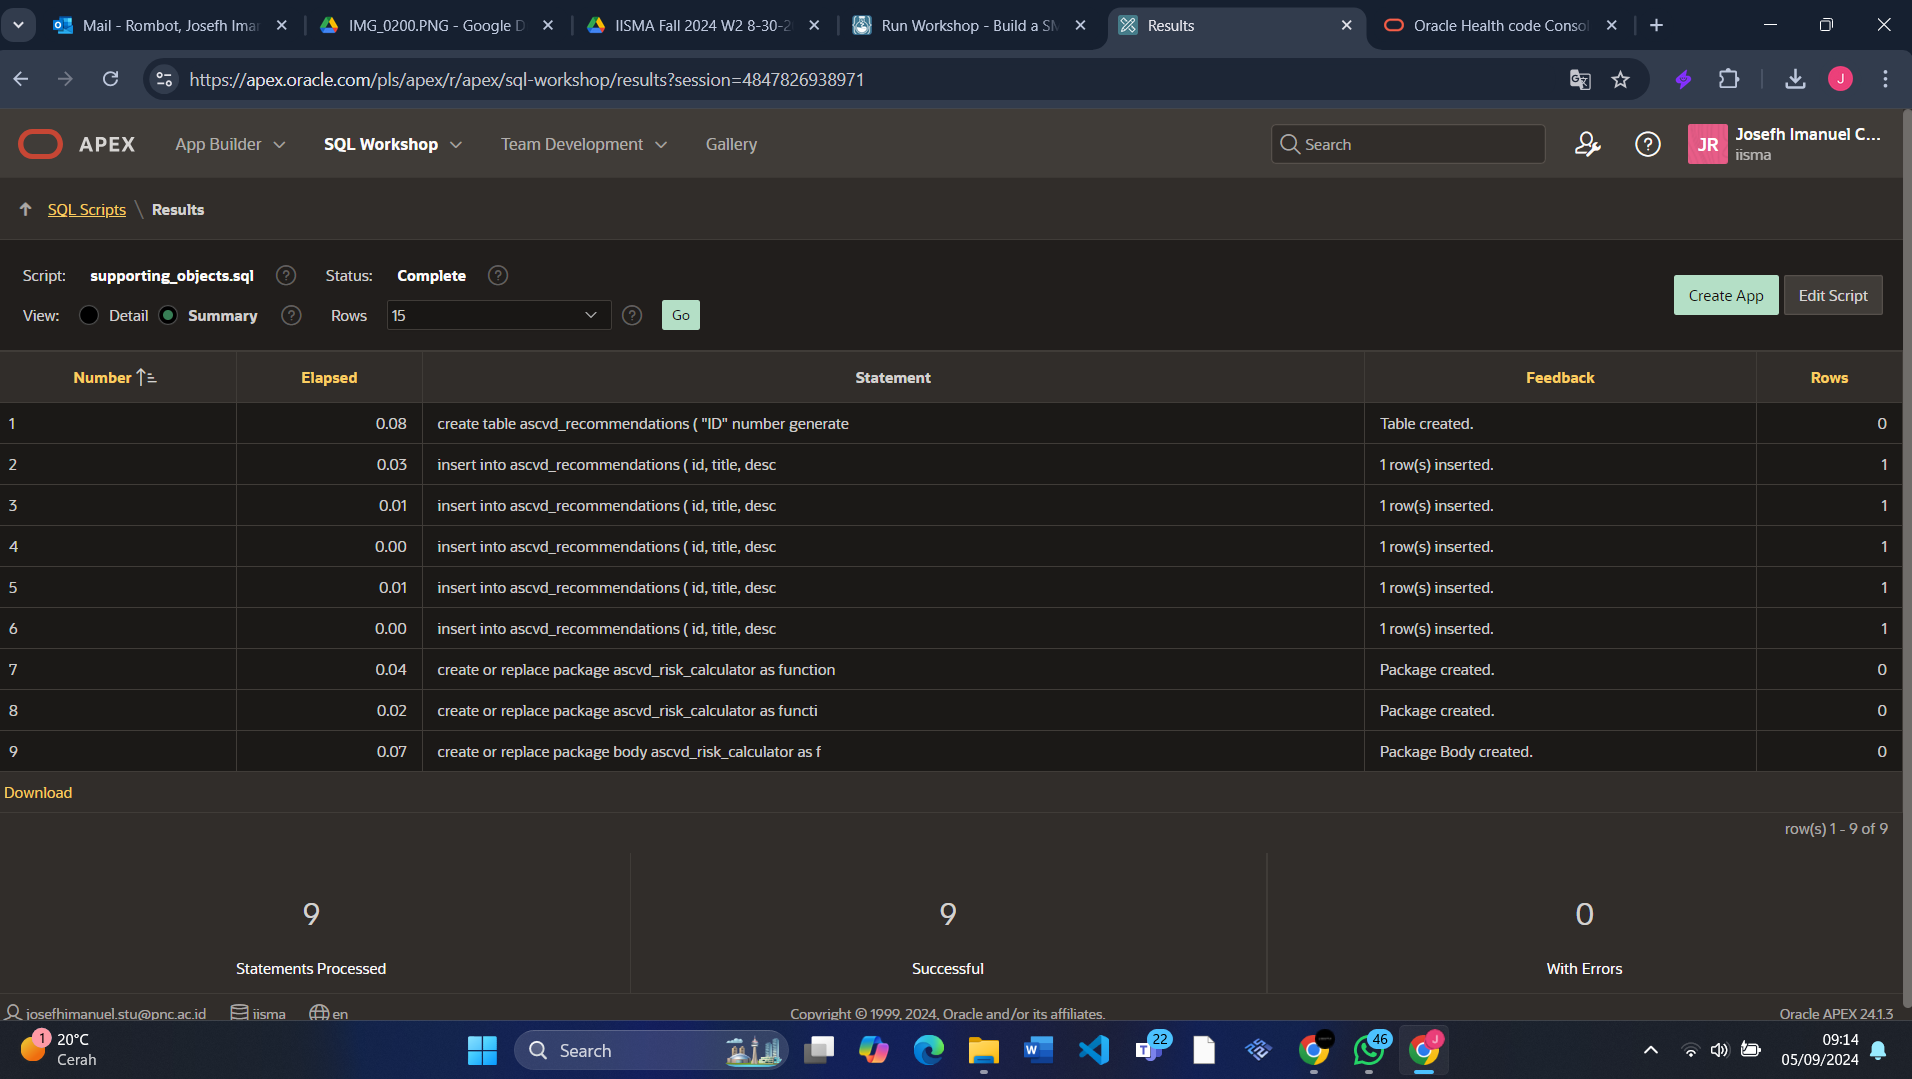 Mail - Rombot, Josefh Imar
IMG_0200.PNG - Google D
IISMA Fall 2024 W2 8-30-2
Run Workshop - Build a SM
Results
Oracle Health code Consol
https://apex.oracle.com/pls/apex/r/apex/sql-workshop/results?session=4847826938971
J
APEX
App Builder
SQL Workshop
Team Development
Gallery
Search
JR
Josefh Imanuel C...
iisma
SQL Scripts \ Results
Script: supporting_objects.sql ? Status: Complete ?
View: Detail Summary ? Rows 15 ? Go
Create App
Edit Script
Number Elapsed Statement Feedback Rows
1 0.08 create table ascvd_recommendations ( "ID" number generate Table created. 0
2 0.03 insert into ascvd_recommendations ( id, title, desc 1 row(s) inserted. 1
3 0.01 insert into ascvd_recommendations ( id, title, desc 1 row(s) inserted. 1
4 0.00 insert into ascvd_recommendations ( id, title, desc 1 row(s) inserted. 1
5 0.01 insert into ascvd_recommendations ( id, title, desc 1 row(s) inserted. 1
6 0.00 insert into ascvd_recommendations ( id, title, desc 1 row(s) inserted. 1
7 0.04 create or replace package ascvd_risk_calculator as function Package created. 0
8 0.02 create or replace package ascvd_risk_calculator as functi Package created. 0
9 0.07 create or replace package body ascvd_risk_calculator as f Package Body created. 0
Download
row(s) 1 - 9 of 9
9 9 0
Statements Processed Successful With Errors
josefhimanuel.stu@pnc.ac.id iisma en Copyright © 1999, 2024, Oracle and/or its affiliates. Oracle APEX 24.1.3
1
20°C
Cerah
Search
22
46
J
09:14
05/09/2024